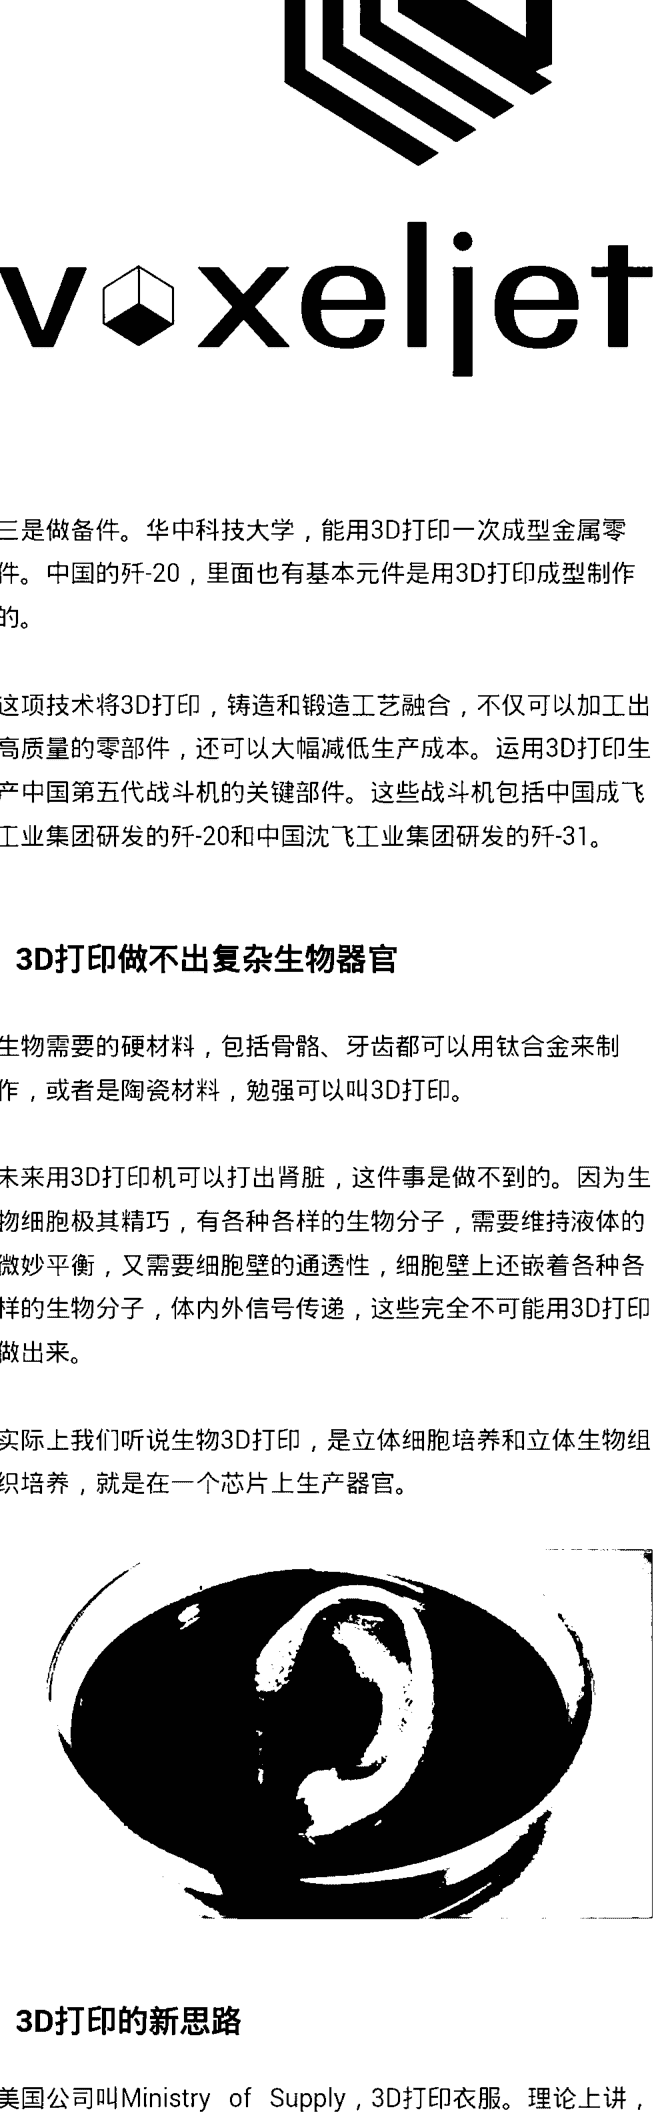 voxeljet
三是做备件。华中科技大学，能用3D打印一次成型金属零
件。中国的歼-20，里面也有基本元件是用3D打印成型制作
的。
这项技术将3D打印，铸造和锻造工艺融合，不仅可以加工出
高质量的零部件，还可以大幅减低生产成本。运用3D打印生
产中国第五代战斗机的关键部件。这些战斗机包括中国成飞
工业集团研发的歼-20和中国沈飞工业集团研发的歼-31。
3D打印做不出复杂生物器官
生物需要的硬材料，包括骨骼、牙齿都可以用钛合金来制
作，或者是陶瓷材料，勉强可以叫3D打印。
未来用3D打印机可以打出肾脏，这件事是做不到的。因为生
物细胞极其精巧，有各种各样的生物分子，需要维持液体的
微妙平衡，又需要细胞壁的通透性，细胞壁上还嵌着各种各
样的生物分子，体内外信号传递，这些完全不可能用3D打印
做出来。
实际上我们听说生物3D打印，是立体细胞培养和立体生物组
织培养，就是在一个芯片上生产器官。
3D打印的新思路
美国公司叫Ministry of Supply，3D打印衣服。理论上讲，